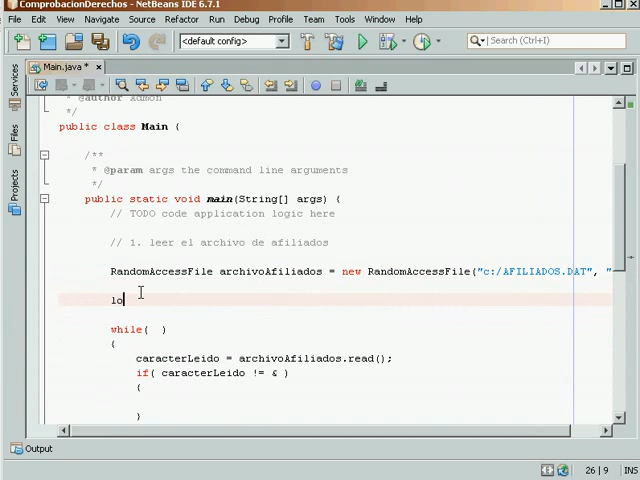 ComprobacionDerechos - NetBeans IDE 6.7.1
File Edit View Navigate Source Refactor Run Debug Profile Team Tools Window Help
<default config> Search (Ctrl+I)
Main.java *
Services
Files
Projects
* @author Admon
*/
public class Main {
/**
* @param args the command line arguments
*/
public static void main(String[] args) {
// TODO code application logic here
// 1. leer el archivo de afiliados
RandomAccessFile archivoAfiliados = new RandomAccessFile("c:/AFILIADOS.DAT", "
lo
while( )
{
caracterLeido = archivoAfiliados.read();
if( caracterLeido != & )
{
}
Output
26 | 9 INS